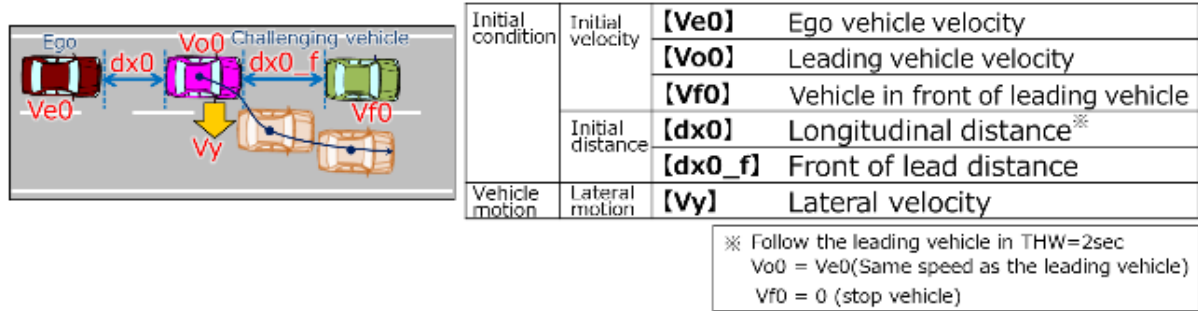 Ego
Vo0
Challenging vehicle
dx0
dx0_f
Ve0
Vf0
Vy
Initial condition
Initial velocity
【Ve0】 Ego vehicle velocity
【Vo0】 Leading vehicle velocity
【Vf0】 Vehicle in front of leading vehicle
Initial distance
【dx0】 Longitudinal distance※
【dx0_f】 Front of lead distance
Vehicle motion
Lateral motion
【Vy】 Lateral velocity
※ Follow the leading vehicle in THW=2sec
Vo0 = Ve0(Same speed as the leading vehicle)
Vf0 = 0 (stop vehicle)